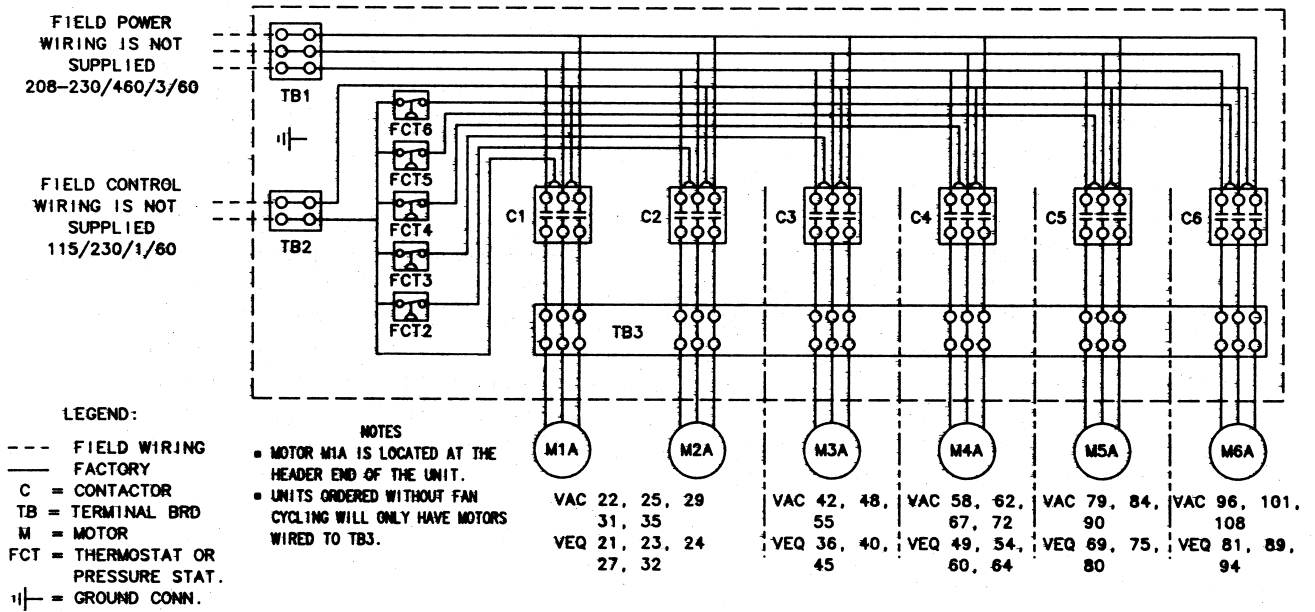 FIELD POWER
WIRING IS NOT
SUPPLIED
208-230/460/3/60
TB1
FCT6
FCT5
FIELD CONTROL
WIRING IS NOT
SUPPLIED
115/230/1/60
TB2
FCT4
FCT3
FCT2
C1
C2
C3
C4
C5
C6
TB3
M1A
M2A
M3A
M4A
M5A
M6A
VAC 22, 25, 29
31, 35
VEQ 21, 23, 24
27, 32
VAC 42, 48,
55
VEQ 36, 40,
45
VAC 58, 62,
67, 72
VEQ 49, 54,
60, 64
VAC 79, 84,
90
VEQ 69, 75,
80
VAC 96, 101,
108
VEQ 81, 89,
94
LEGEND:
FIELD WIRING
FACTORY
C = CONTACTOR
TB = TERMINAL BRD
M = MOTOR
FCT = THERMOSTAT OR
PRESSURE STAT.
= GROUND CONN.
NOTES
▪ MOTOR M1A IS LOCATED AT THE
HEADER END OF THE UNIT.
▪ UNITS ORDERED WITHOUT FAN
CYCLING WILL ONLY HAVE MOTORS
WIRED TO TB3.